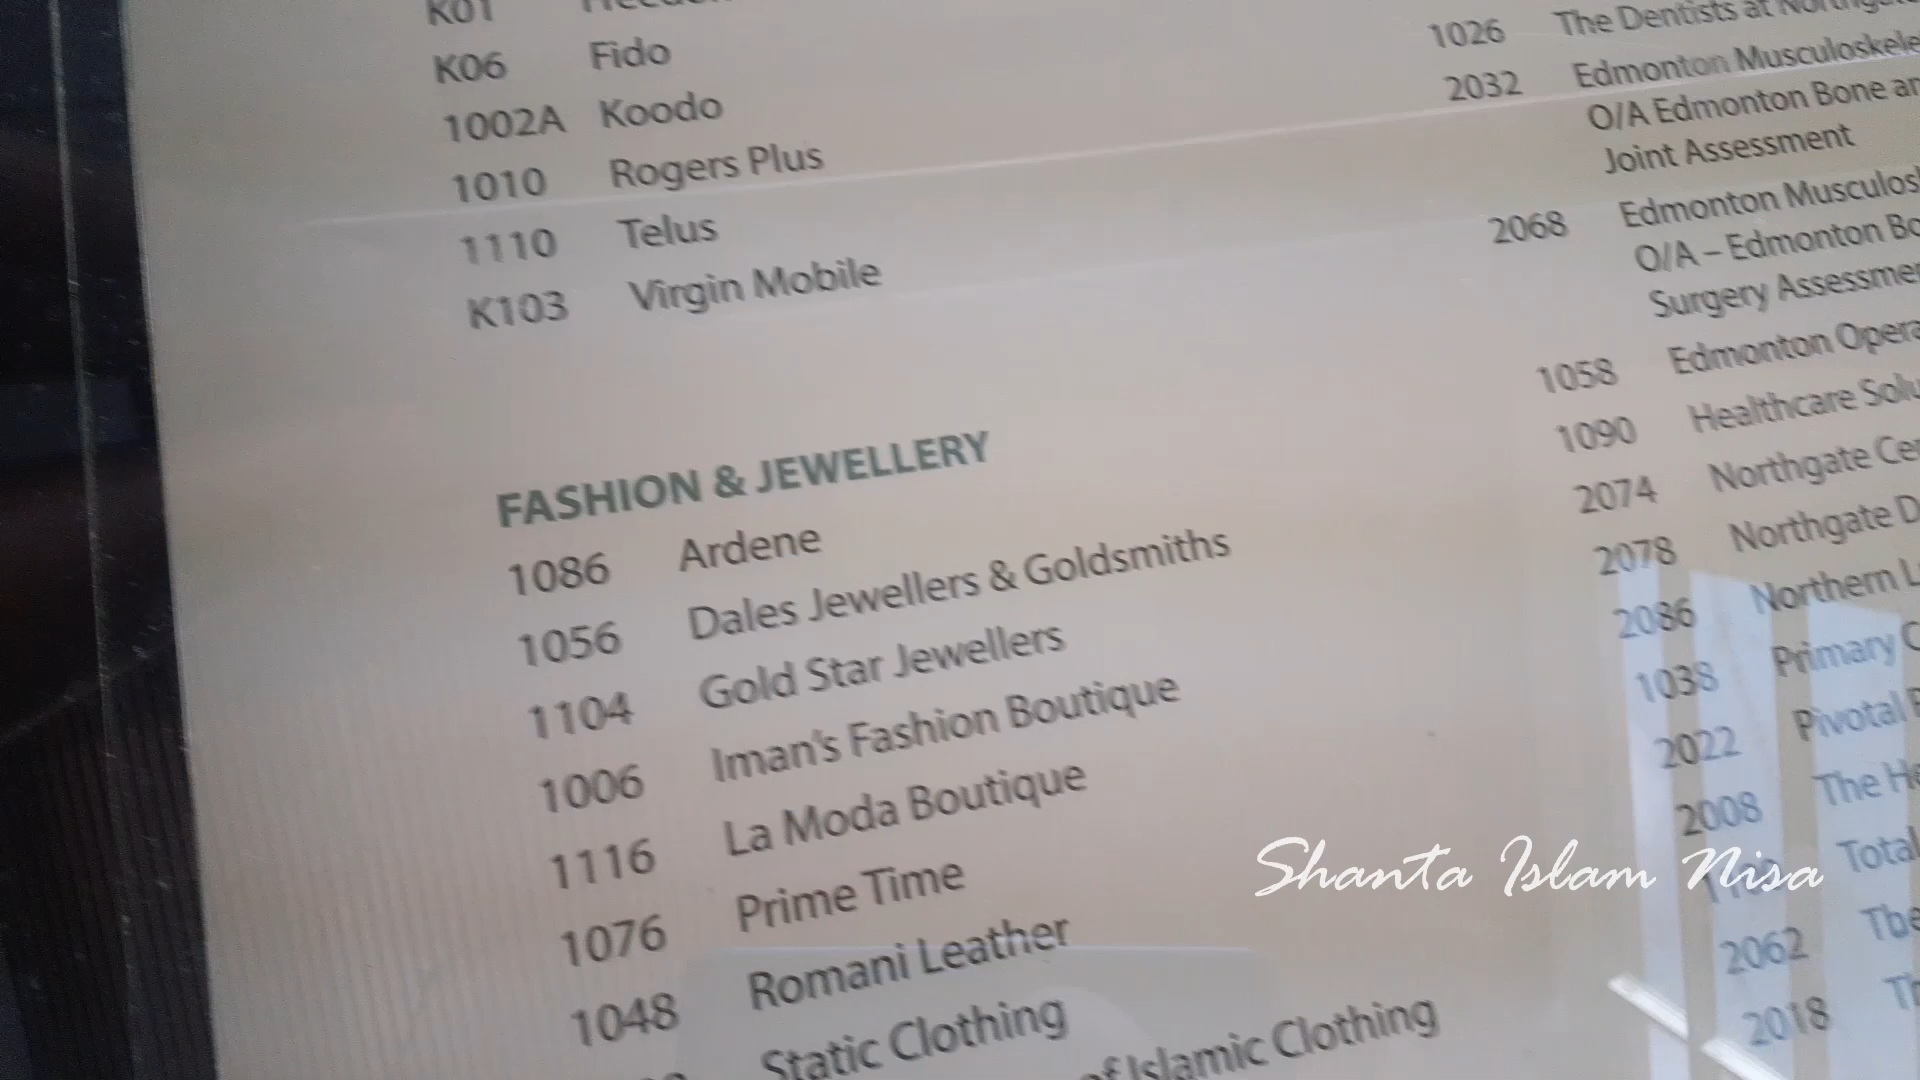 K01
K06 Fido
1002A Koodo
1010 Rogers Plus
1110 Telus
K103 Virgin Mobile
FASHION & JEWELLERY
1086 Ardene
1056 Dales Jewellers & Goldsmiths
1104 Gold Star Jewellers
1006 Iman's Fashion Boutique
1116 La Moda Boutique
1076 Prime Time
1048 Romani Leather
Static Clothing
of Islamic Clothing
1026 The Dentists at
2032 Edmonton
O/A Edmonton Bone
Joint Assessment
2068 Edmonton
O/A – Edmonton
Surgery
1058 Edmonton
1090 Healthcare
2074 Northgate
2078 Northgate
2086 Northern
1038 Primary
2022 Pivotal
2008 The
Total
2062
2018
Shanta Islam Nisa